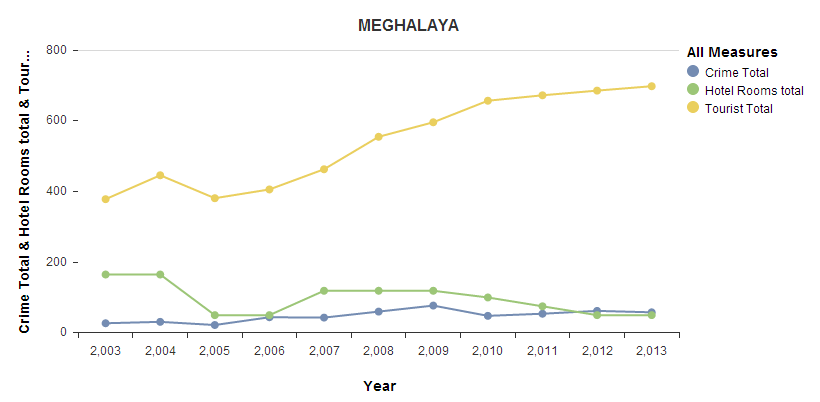 MEGHALAYA
Crime Total & Hotel Rooms total & Tour...
800
600
400
200
0
2,003 2,004 2,005 2,006 2,007 2,008 2,009 2,010 2,011 2,012 2,013
Year
All Measures
Crime Total
Hotel Rooms total
Tourist Total